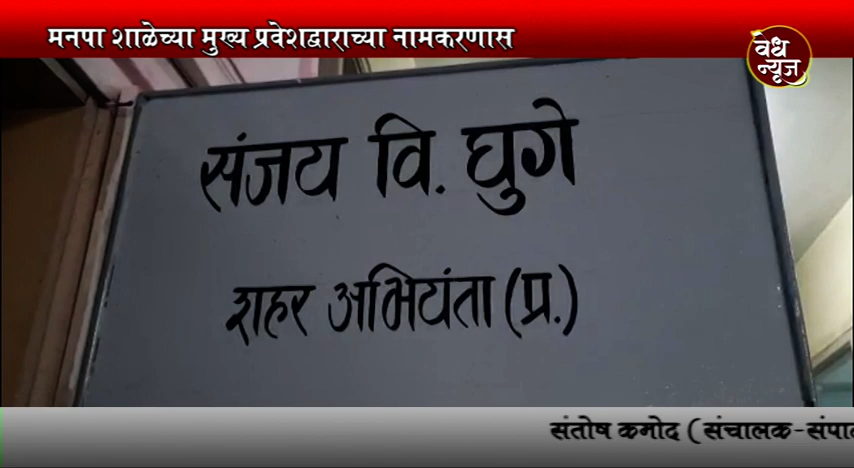 मनपा शाळेच्या मुख्य प्रवेशद्वाराच्या नामकरणास
वेध
न्यूज
संजय वि. घुगे
शहर अभियंता (प्र.)
संतोष कमोद (संचालक-संपा